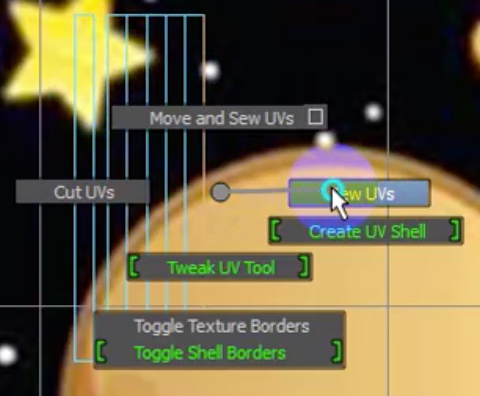 Move and Sew UVs
Cut UVs
Sew UVs
Create UV Shell
Tweak UV Tool
Toggle Texture Borders
Toggle Shell Borders